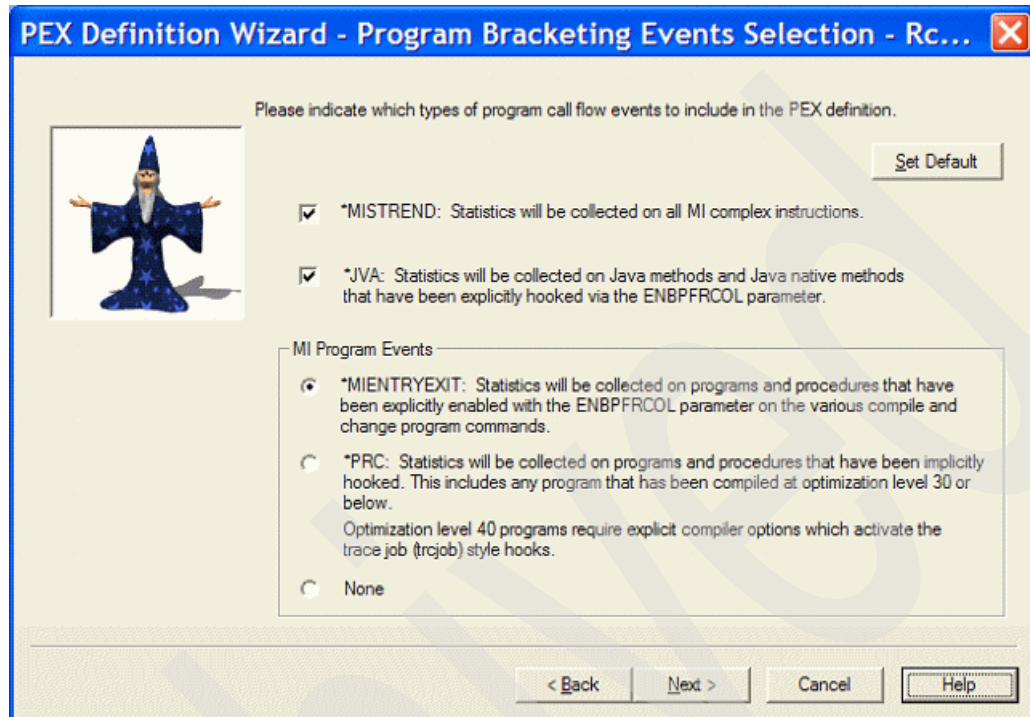 PEX Definition Wizard - Program Bracketing Events Selection - Rc...
Please indicate which types of program call flow events to include in the PEX definition.
Set Default
*MISTREND: Statistics will be collected on all MI complex instructions.
*JVA: Statistics will be collected on Java methods and Java native methods
that have been explicitly hooked via the ENBPFRCOL parameter.
MI Program Events
*MIENTRYEXIT: Statistics will be collected on programs and procedures that have
been explicitly enabled with the ENBPFRCOL parameter on the various compile and
change program commands.
*PRC: Statistics will be collected on programs and procedures that have been implicitly
hooked. This includes any program that has been compiled at optimization level 30 or
below.
Optimization level 40 programs require explicit compiler options which activate the
trace job (trcjob) style hooks.
None
< Back
Next >
Cancel
Help